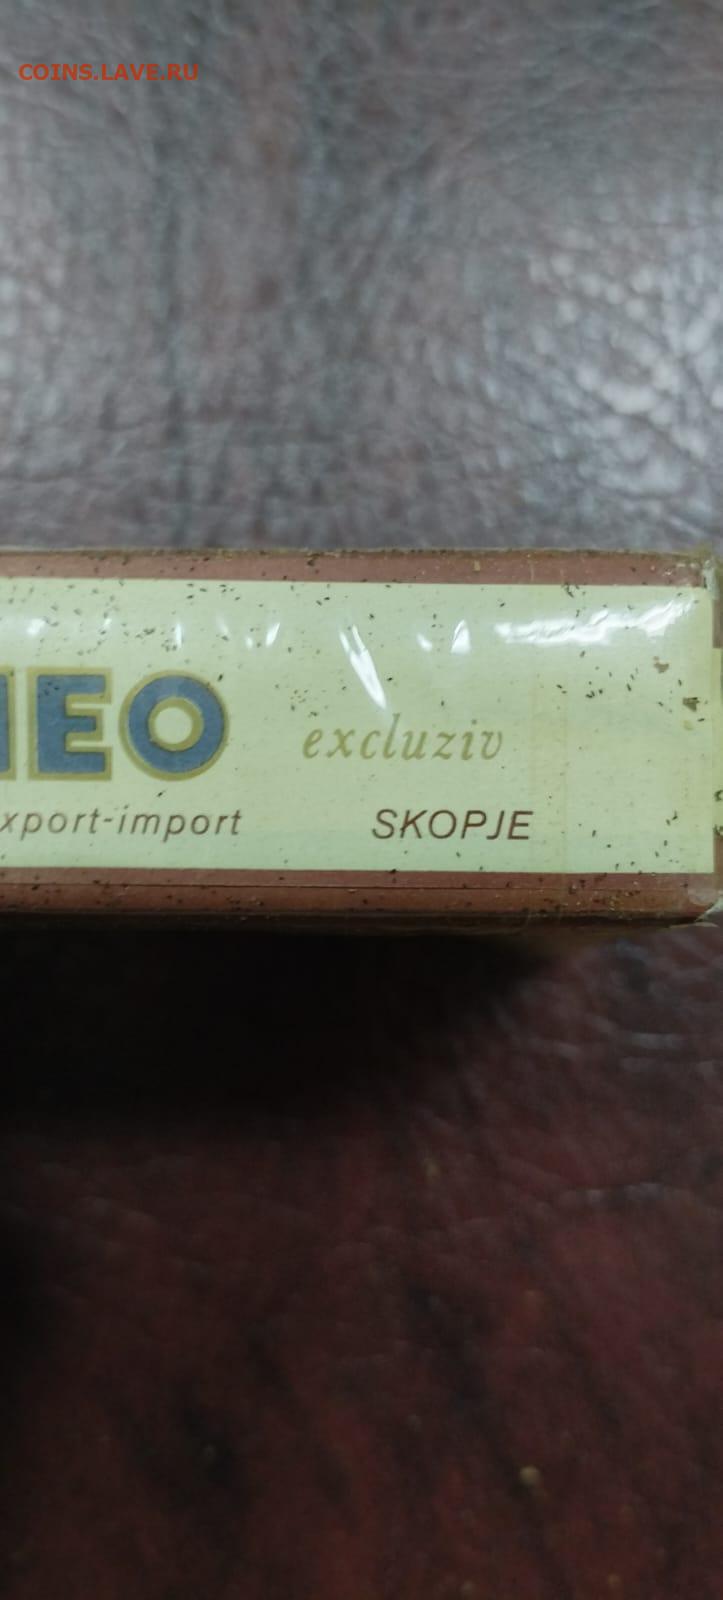 COINS.LAVE.RU
EO excluziv
xport-import SKOPJE